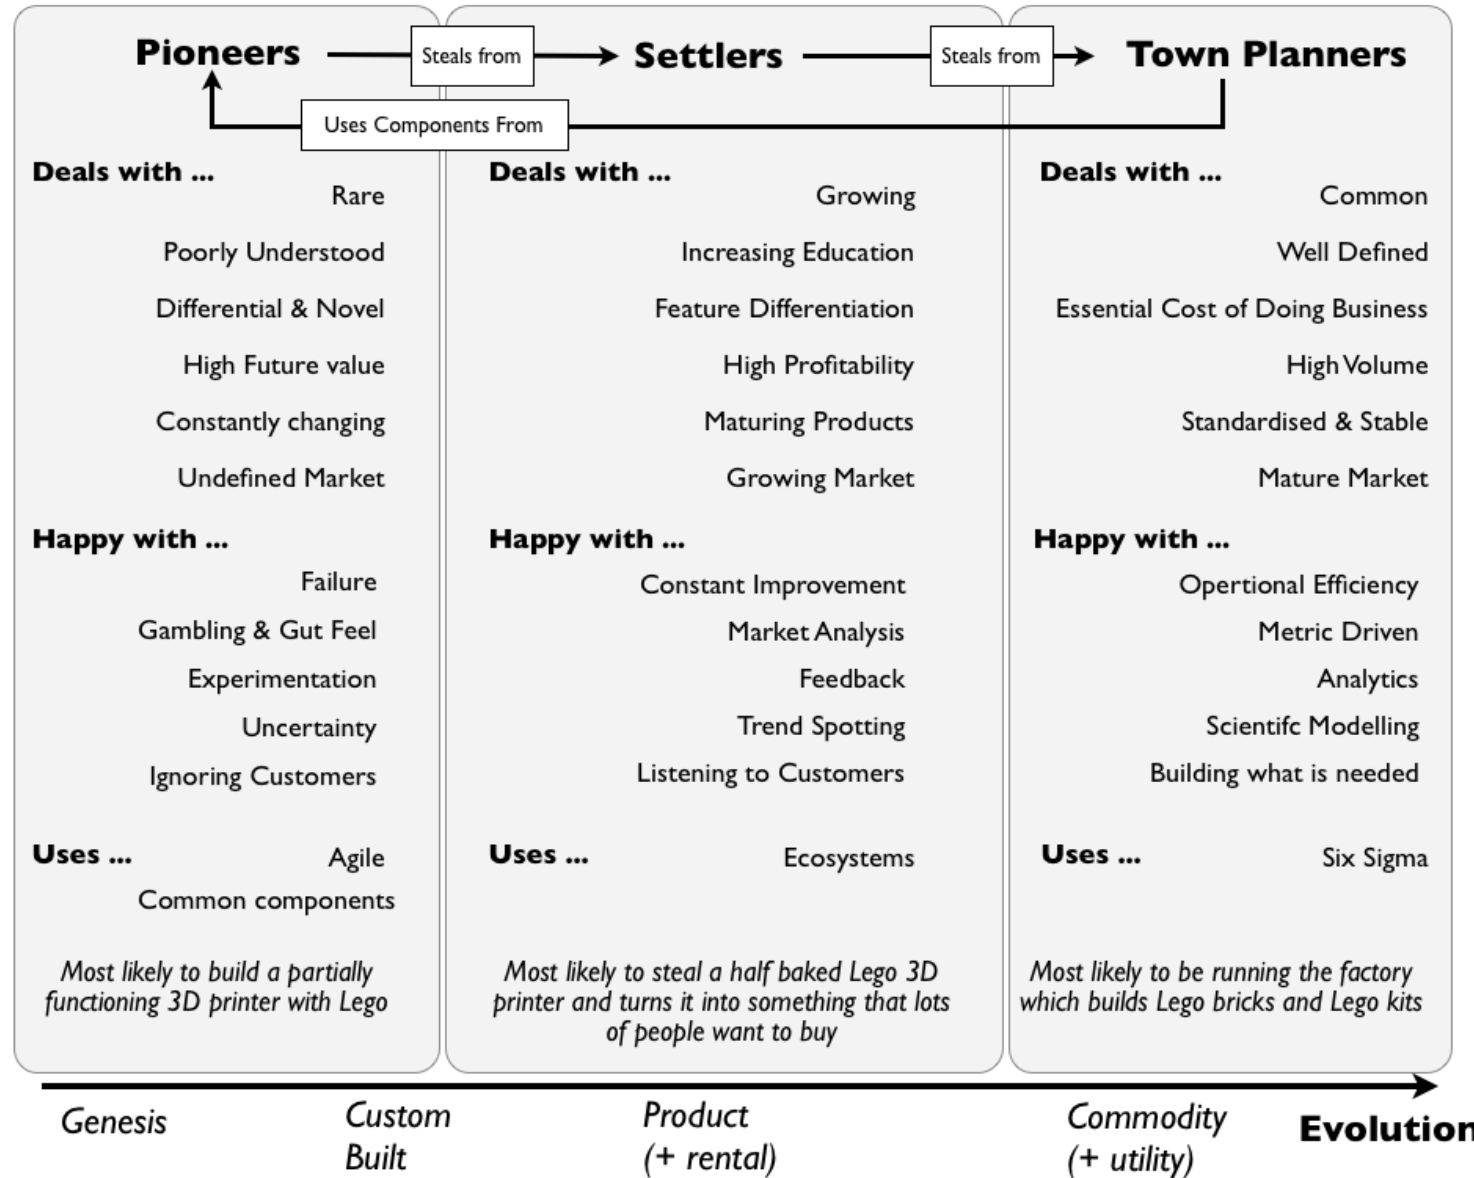 Pioneers
Steals from
Settlers
Steals from
Town Planners
Uses Components From
Deals with ...
Rare
Poorly Understood
Differential & Novel
High Future value
Constantly changing
Undefined Market
Happy with ...
Failure
Gambling & Gut Feel
Experimentation
Uncertainty
Ignoring Customers
Uses ...
Agile
Common components
Most likely to build a partially
functioning 3D printer with Lego
Deals with ...
Growing
Increasing Education
Feature Differentiation
High Profitability
Maturing Products
Growing Market
Happy with ...
Constant Improvement
Market Analysis
Feedback
Trend Spotting
Listening to Customers
Uses ...
Ecosystems
Most likely to steal a half baked Lego 3D
printer and turns it into something that lots
of people want to buy
Deals with ...
Common
Well Defined
Essential Cost of Doing Business
High Volume
Standardised & Stable
Mature Market
Happy with ...
Opertional Efficiency
Metric Driven
Analytics
Scientifc Modelling
Building what is needed
Uses ...
Six Sigma
Most likely to be running the factory
which builds Lego bricks and Lego kits
Genesis
Custom
Built
Product
(+ rental)
Commodity
(+ utility)
Evolution